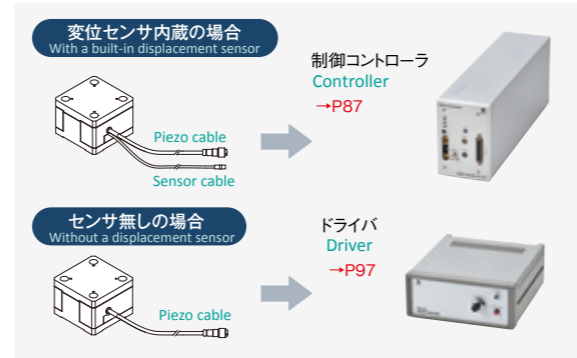 変位センサ内蔵の場合
With a built-in displacement sensor
制御コントローラ
Controller
→P87
Piezo cable
Sensor cable
センサ無しの場合
Without a displacement sensor
ドライバ
Driver
→P97
Piezo cable